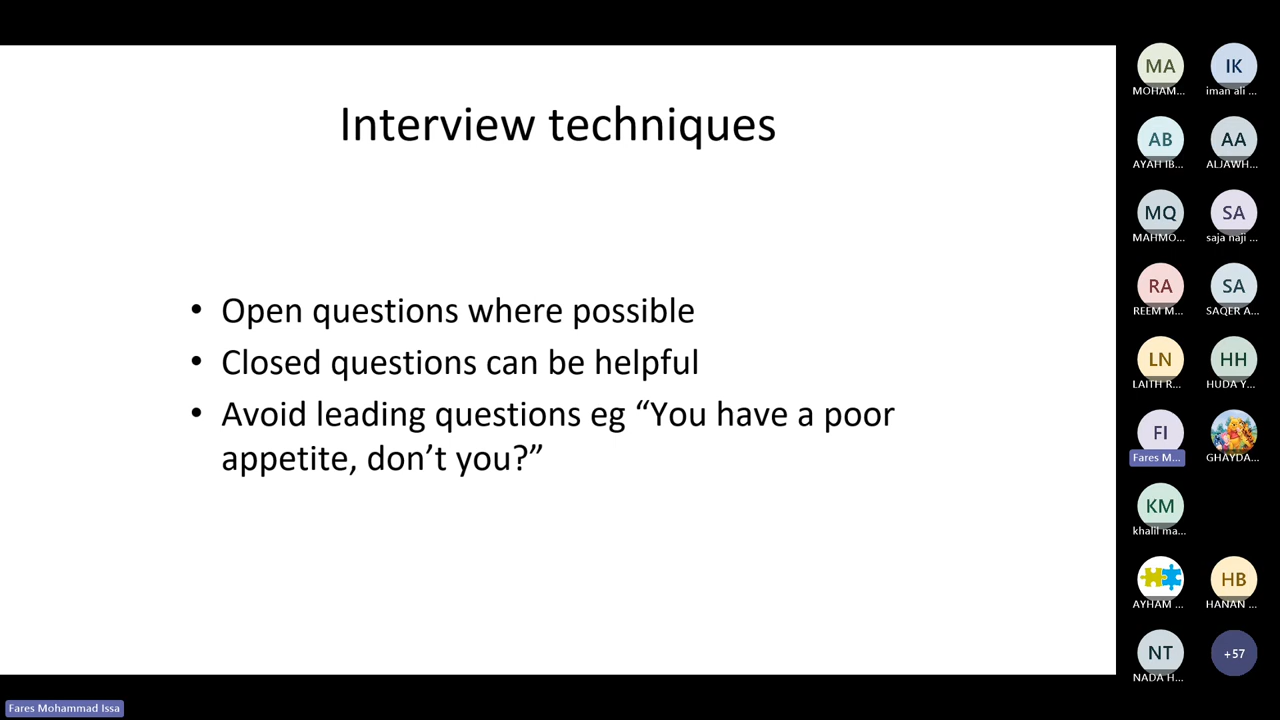 Interview techniques
• Open questions where possible
• Closed questions can be helpful
• Avoid leading questions eg “You have a poor
appetite, don’t you?”
MA
MOHAM...
IK
iman ali ...
AB
AYAH IB...
AA
ALJAWH...
MQ
MAHMO...
SA
saja naji ...
RA
REEM M...
SA
SAQER A...
LN
LAITH R...
HH
HUDA Y...
FI
Fares M...
GHAYDA...
KM
khalil ma...
AYHAM ...
HB
HANAN ...
NT
NADA H...
+57
Fares Mohammad Issa